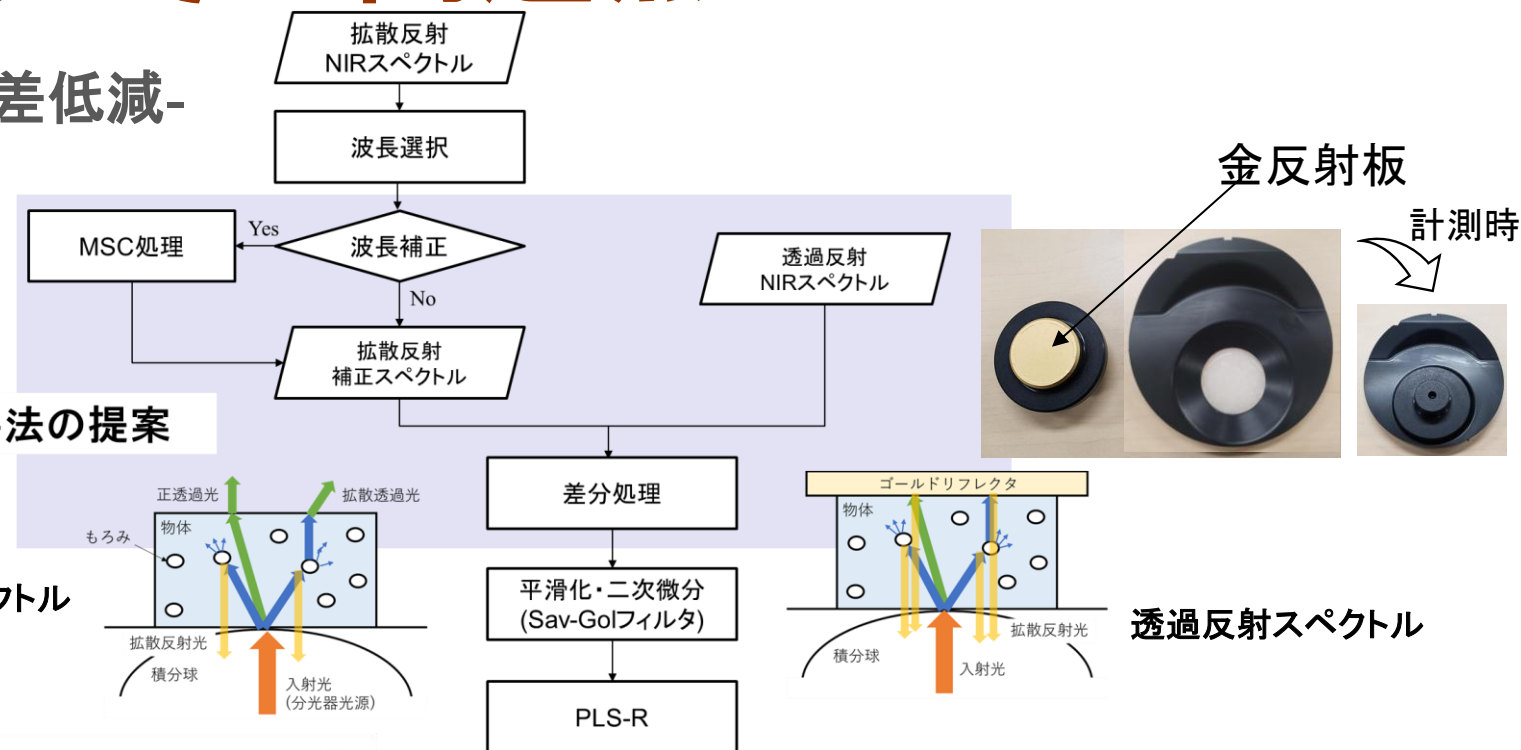 差低減-
拡散反射
NIRスペクトル
波長選択
波長補正
Yes
No
MSC処理
拡散反射
補正スペクトル
透過反射
NIRスペクトル
法の提案
差分処理
平滑化・二次微分
(Sav-Golフィルタ)
PLS-R
金反射板
計測時
正透過光
拡散透過光
物体
もろみ
クトル
拡散反射光
積分球
入射光
(分光器光源)
ゴールドリフレクタ
物体
拡散反射光
積分球
入射光
透過反射スペクトル